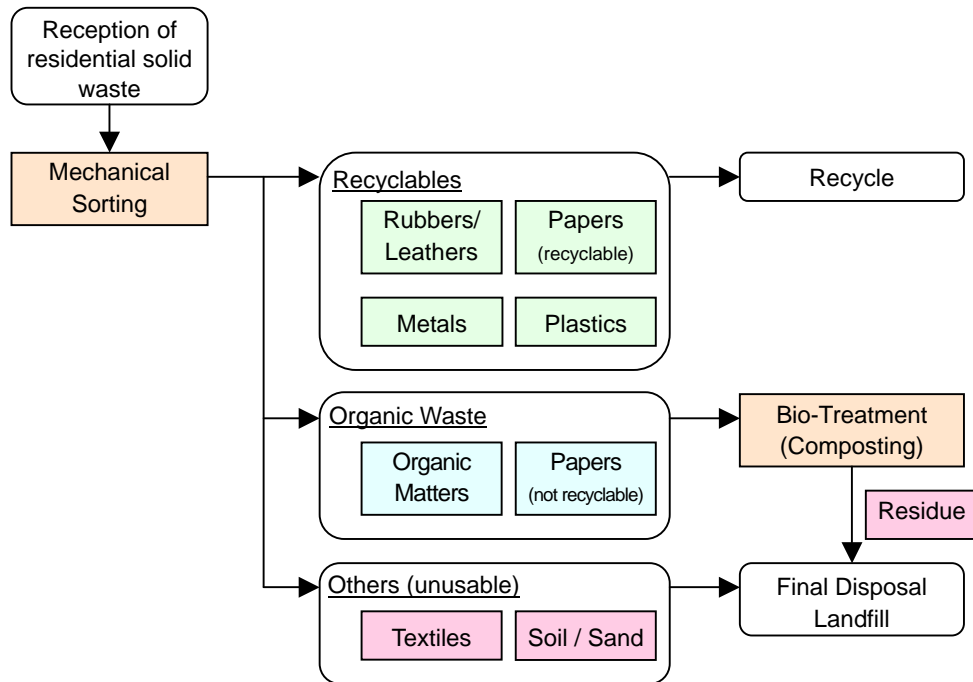 Reception of
residential solid
waste
Mechanical
Sorting
Recyclables
Rubbers/
Leathers
Papers
(recyclable)
Metals
Plastics
Recycle
Organic Waste
Organic
Matters
Papers
(not recyclable)
Bio-Treatment
(Composting)
Residue
Others (unusable)
Textiles
Soil / Sand
Final Disposal
Landfill